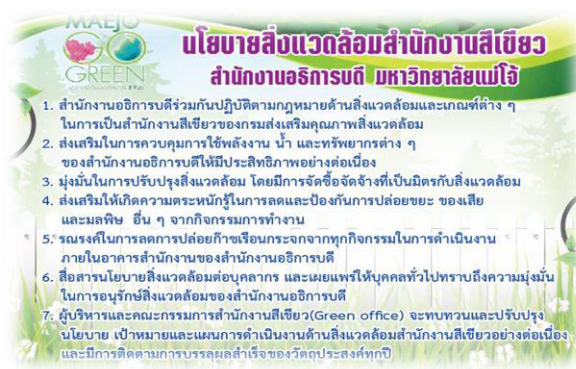 MAEJO
GO
GREEN
นโยบายสิ่งแวดล้อมสำนักงานสีเขียว
สำนักงานอธิการบดี มหาวิทยาลัยแม่โจ้
1. สำนักงานอธิการบดีร่วมกันปฏิบัติตามกฎหมายด้านสิ่งแวดล้อมและเกณฑ์ต่าง ๆ
ในการเป็นสำนักงานสีเขียวของกรมส่งเสริมคุณภาพสิ่งแวดล้อม
2. ส่งเสริมในการควบคุมการใช้พลังงาน น้ำ และทรัพยากรต่าง ๆ
ของสำนักงานอธิการบดีให้มีประสิทธิภาพอย่างต่อเนื่อง
3. มุ่งมั่นในการปรับปรุงสิ่งแวดล้อม โดยมีการจัดซื้อจัดจ้างที่เป็นมิตรกับสิ่งแวดล้อม
4. ส่งเสริมให้เกิดความตระหนักรู้ในการลดและป้องกันการปล่อยขยะ ของเสีย
และมลพิษ อื่น ๆ จากกิจกรรมการทำงาน
5. รณรงค์ในการลดการปล่อยก๊าซเรือนกระจกจากทุกกิจกรรมในการดำเนินงาน
ภายในอาคารสำนักงานของสำนักงานอธิการบดี
6. สื่อสารนโยบายสิ่งแวดล้อมต่อบุคลากร และเผยแพร่ให้บุคคลทั่วไปทราบถึงความมุ่งมั่น
ในการอนุรักษ์สิ่งแวดล้อมของสำนักงานอธิการบดี
7. ผู้บริหารและคณะกรรมการสำนักงานสีเขียว(Green office) จะทบทวนและปรับปรุง
นโยบาย เป้าหมายและแผนการดำเนินงานด้านสิ่งแวดล้อมสำนักงานสีเขียวอย่างต่อเนื่อง
และมีการติดตามการบรรลุผลสำเร็จของวัตถุประสงค์ทุกปี